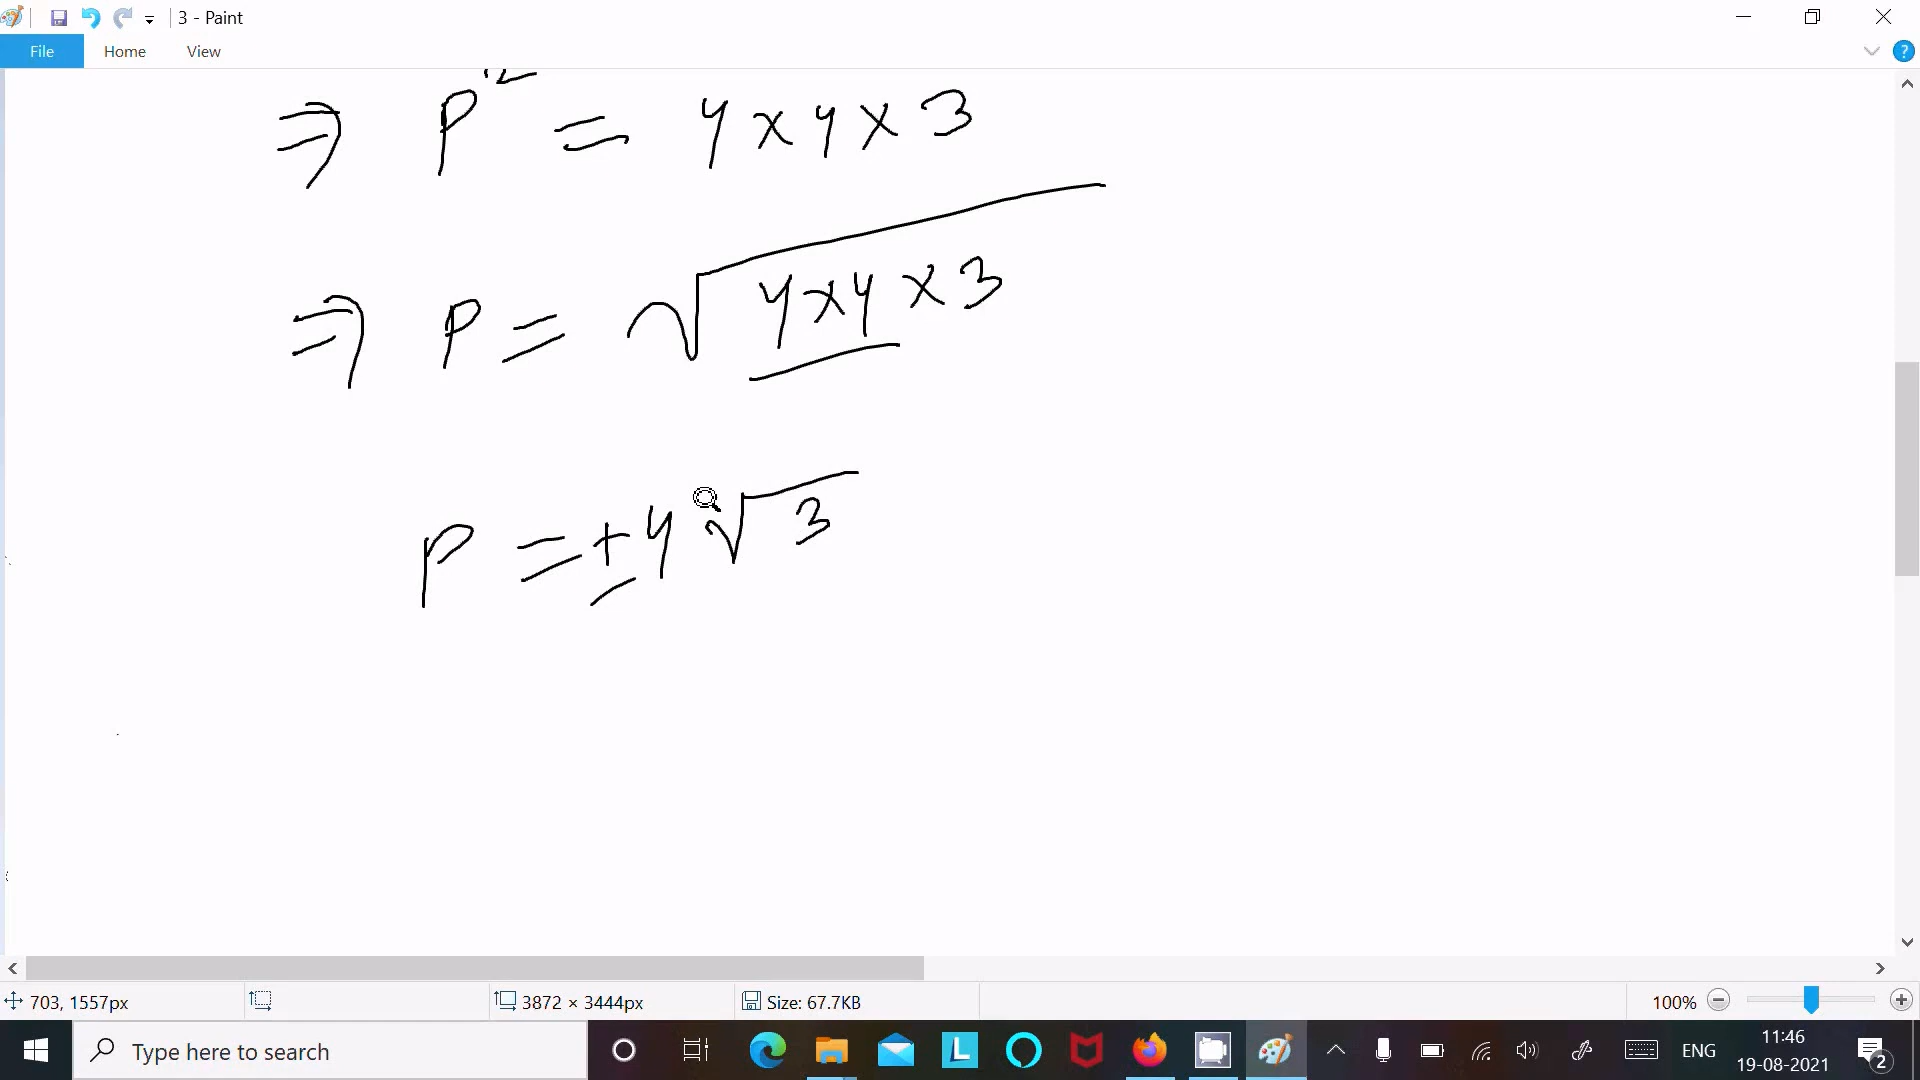 3 - Paint
File Home View
⇒ P² = 4 × 4 × 3
⇒ P = √4×4×3
P = ±4√3
703, 1557px 3872 × 3444px Size: 67.7KB 100%
Type here to search L ENG 11:46
19-08-2021 2